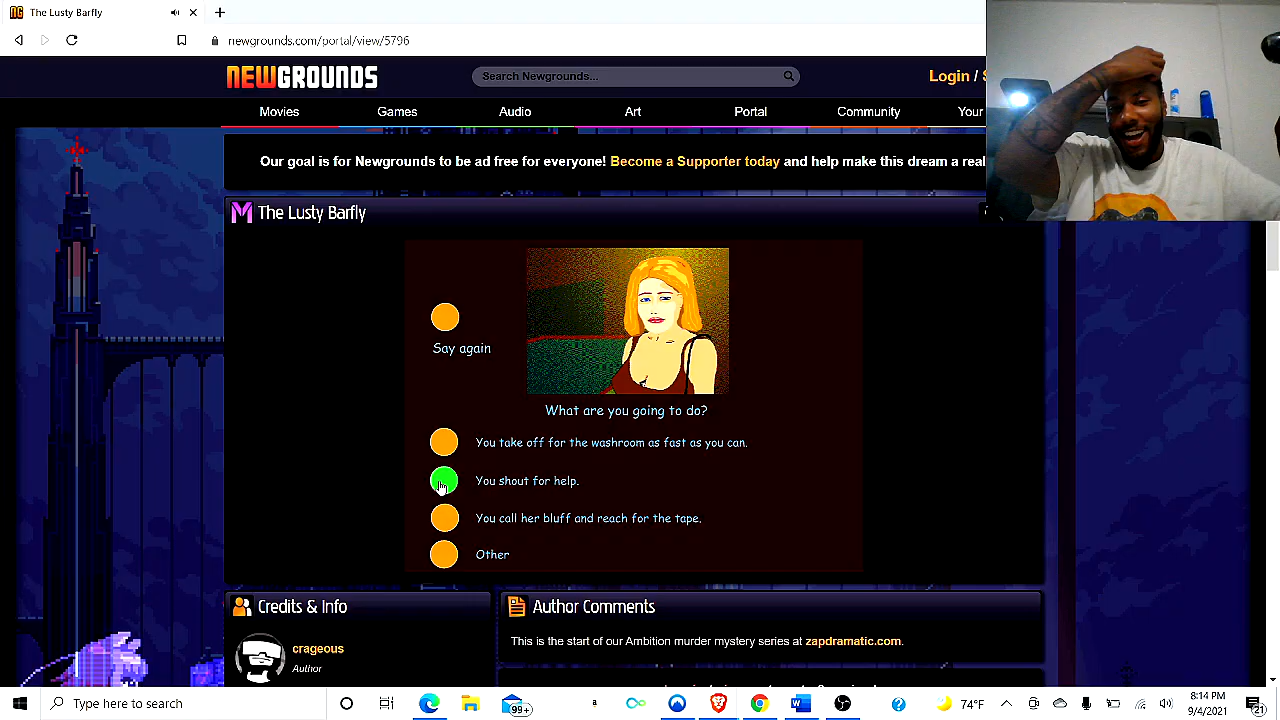 The Lusty Barfly
newgrounds.com/portal/view/5796
NEWGROUNDS
Search Newgrounds...
Login /
Movies
Games
Audio
Art
Portal
Community
Your
Our goal is for Newgrounds to be ad free for everyone! Become a Supporter today and help make this dream a real
The Lusty Barfly
Say again
What are you going to do?
You take off for the washroom as fast as you can.
You shout for help.
You call her bluff and reach for the tape.
Other
Credits & Info
crageous
Author
Author Comments
This is the start of our Ambition murder mystery series at zapdramatic.com.
Type here to search
99+
74°F
8:14 PM
9/4/2021
21